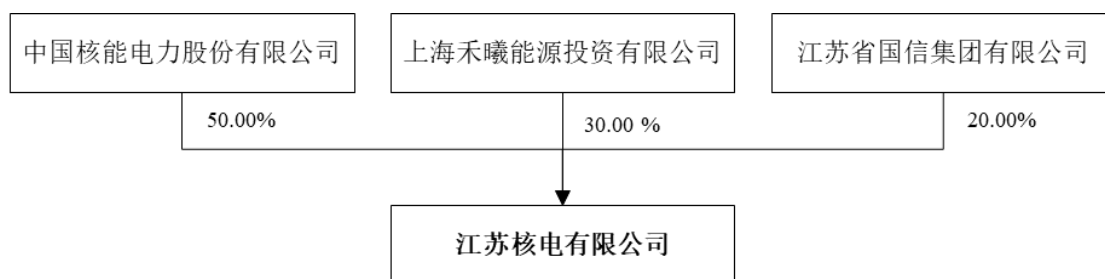 中国核能电力股份有限公司
上海禾曦能源投资有限公司
江苏省国信集团有限公司
50.00%
30.00 %
20.00%
江苏核电有限公司